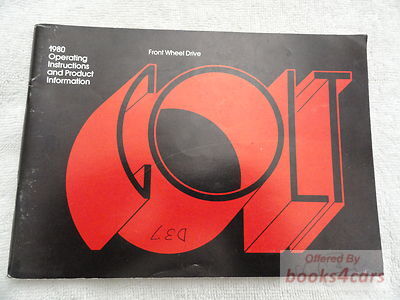 1980
Operating
Instructions
and Product
Information
Front Wheel Drive
COLT
D37
Offered By
books4cars